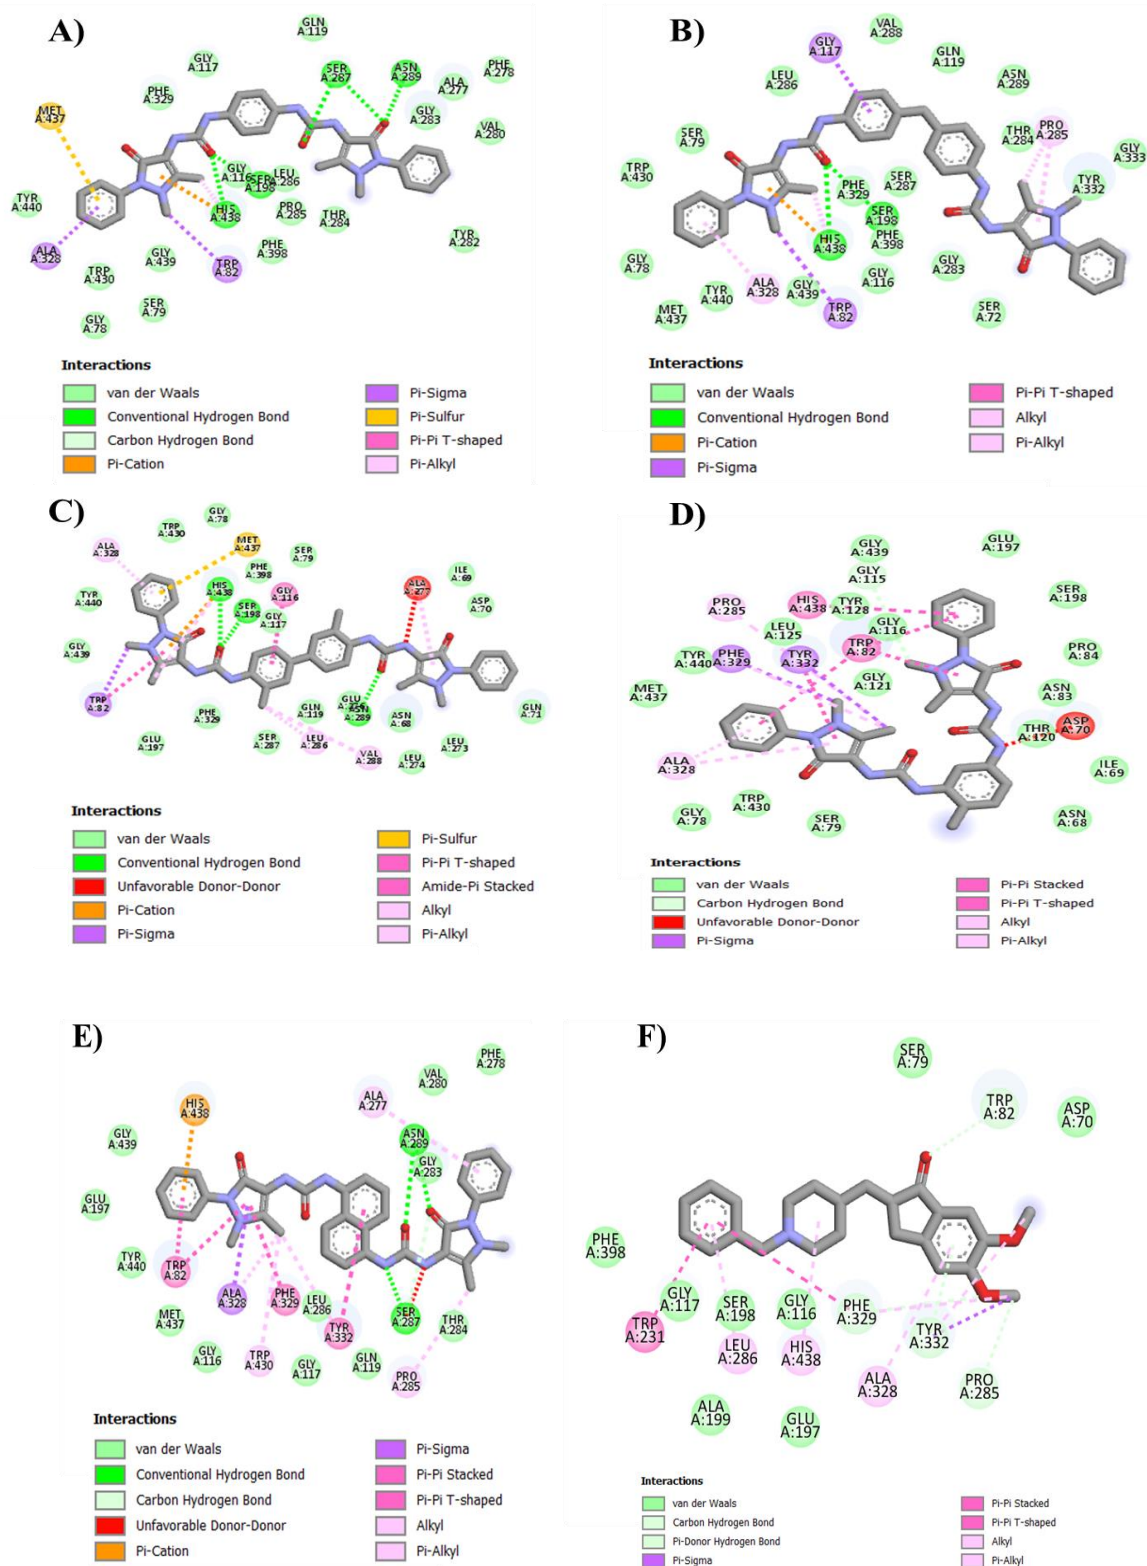 A)
GLN
A:119
GLY
A:117
SER
A:287
ASN
A:289
PHE
A:278
ALA
A:277
PHE
A:329
GLY
A:283
MET
A:437
VAL
A:280
GLY
A:116
SER
A:198
LEU
A:286
TYR
A:440
HIS
A:438
PRO
A:285
THR
A:284
TYR
A:282
ALA
A:328
GLY
A:439
PHE
A:398
TRP
A:430
TRP
A:82
SER
A:79
GLY
A:78
Interactions
van der Waals
Conventional Hydrogen Bond
Carbon Hydrogen Bond
Pi-Cation
Pi-Sigma
Pi-Sulfur
Pi-Pi T-shaped
Pi-Alkyl
B)
GLY
A:117
VAL
A:288
GLN
A:119
LEU
A:286
ASN
A:289
SER
A:79
THR
A:284
PRO
A:285
GLY
A:333
TRP
A:430
PHE
A:329
SER
A:287
TYR
A:332
SER
A:198
PHE
A:398
HIS
A:438
GLY
A:78
TYR
A:440
ALA
A:328
GLY
A:439
GLY
A:116
GLY
A:283
MET
A:437
TRP
A:82
SER
A:72
Interactions
van der Waals
Conventional Hydrogen Bond
Pi-Cation
Pi-Sigma
Pi-Pi T-shaped
Alkyl
Pi-Alkyl
C)
GLY
A:78
TRP
A:430
ALA
A:328
MET
A:437
SER
A:79
PHE
A:398
ILE
A:69
HIS
A:438
GLY
A:116
ALA
A:277
TYR
A:440
SER
A:198
ASP
A:70
GLY
A:117
GLY
A:439
TRP
A:82
PHE
A:329
GLN
A:119
GLU
ASN
A:289
ASN
A:68
GLN
A:71
GLU
A:197
SER
A:287
LEU
A:286
VAL
A:288
LEU
A:274
LEU
A:273
Interactions
van der Waals
Conventional Hydrogen Bond
Unfavorable Donor-Donor
Pi-Cation
Pi-Sigma
Pi-Sulfur
Pi-Pi T-shaped
Amide-Pi Stacked
Alkyl
Pi-Alkyl
D)
GLY
A:439
GLU
A:197
GLY
A:115
PRO
A:285
HIS
A:438
TYR
A:128
SER
A:198
LEU
A:125
GLY
A:116
TYR
A:440
PHE
A:329
TYR
A:332
TRP
A:82
PRO
A:84
MET
A:437
GLY
A:121
ASN
A:83
THR
A:120
ASP
A:70
ALA
A:328
ILE
A:69
GLY
A:78
TRP
A:430
SER
A:79
ASN
A:68
Interactions
van der Waals
Carbon Hydrogen Bond
Unfavorable Donor-Donor
Pi-Sigma
Pi-Pi Stacked
Pi-Pi T-shaped
Alkyl
Pi-Alkyl
E)
PHE
A:278
VAL
A:280
ALA
A:277
HIS
A:438
GLY
A:439
ASN
A:289
GLY
A:283
GLU
A:197
TYR
A:440
TRP
A:82
ALA
A:328
PHE
A:329
LEU
A:286
SER
A:287
THR
A:284
MET
A:437
TYR
A:332
GLY
A:116
TRP
A:430
GLY
A:117
GLN
A:119
PRO
A:285
Interactions
van der Waals
Conventional Hydrogen Bond
Carbon Hydrogen Bond
Unfavorable Donor-Donor
Pi-Cation
Pi-Sigma
Pi-Pi Stacked
Pi-Pi T-shaped
Alkyl
Pi-Alkyl
F)
SER
A:79
TRP
A:82
ASP
A:70
PHE
A:398
GLY
A:117
SER
A:198
GLY
A:116
PHE
A:329
TYR
A:332
TRP
A:231
LEU
A:286
HIS
A:438
ALA
A:328
PRO
A:285
ALA
A:199
GLU
A:197
Interactions
van der Waals
Carbon Hydrogen Bond
Pi-Donor Hydrogen Bond
Pi-Sigma
Pi-Pi Stacked
Pi-Pi T-shaped
Alkyl
Pi-Alkyl